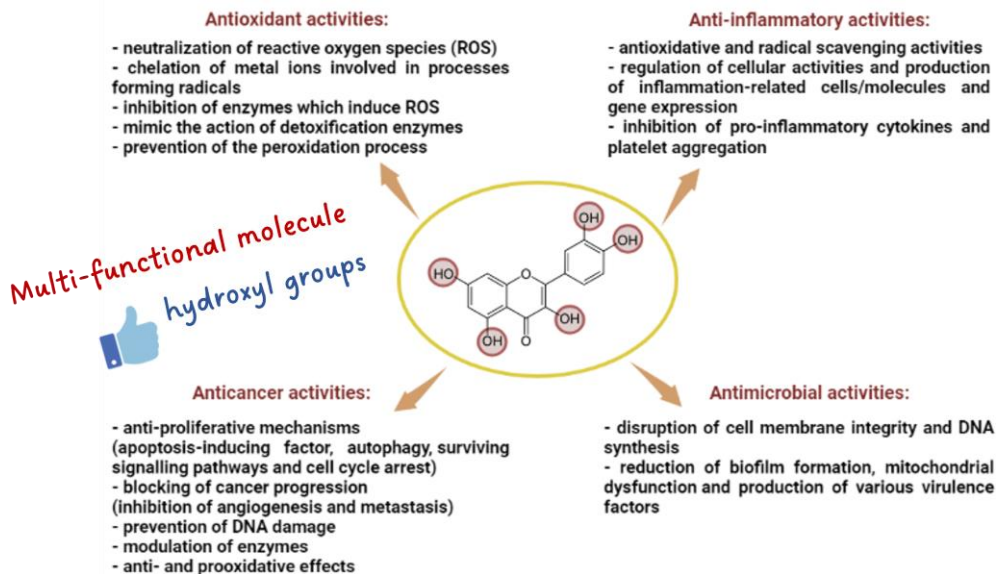 Antioxidant activities:
- neutralization of reactive oxygen species (ROS)
- chelation of metal ions involved in processes
forming radicals
- inhibition of enzymes which induce ROS
- mimic the action of detoxification enzymes
- prevention of the peroxidation process
Anti-inflammatory activities:
- antioxidative and radical scavenging activities
- regulation of cellular activities and production
of inflammation-related cells/molecules and
gene expression
- inhibition of pro-inflammatory cytokines and
platelet aggregation
Multi-functional molecule
hydroxyl groups
OH
OH
HO
O
OH
OH
O
Anticancer activities:
- anti-proliferative mechanisms
(apoptosis-inducing factor, autophagy, surviving
signalling pathways and cell cycle arrest)
- blocking of cancer progression
(inhibition of angiogenesis and metastasis)
- prevention of DNA damage
- modulation of enzymes
- anti- and prooxidative effects
Antimicrobial activities:
- disruption of cell membrane integrity and DNA
synthesis
- reduction of biofilm formation, mitochondrial
dysfunction and production of various virulence
factors